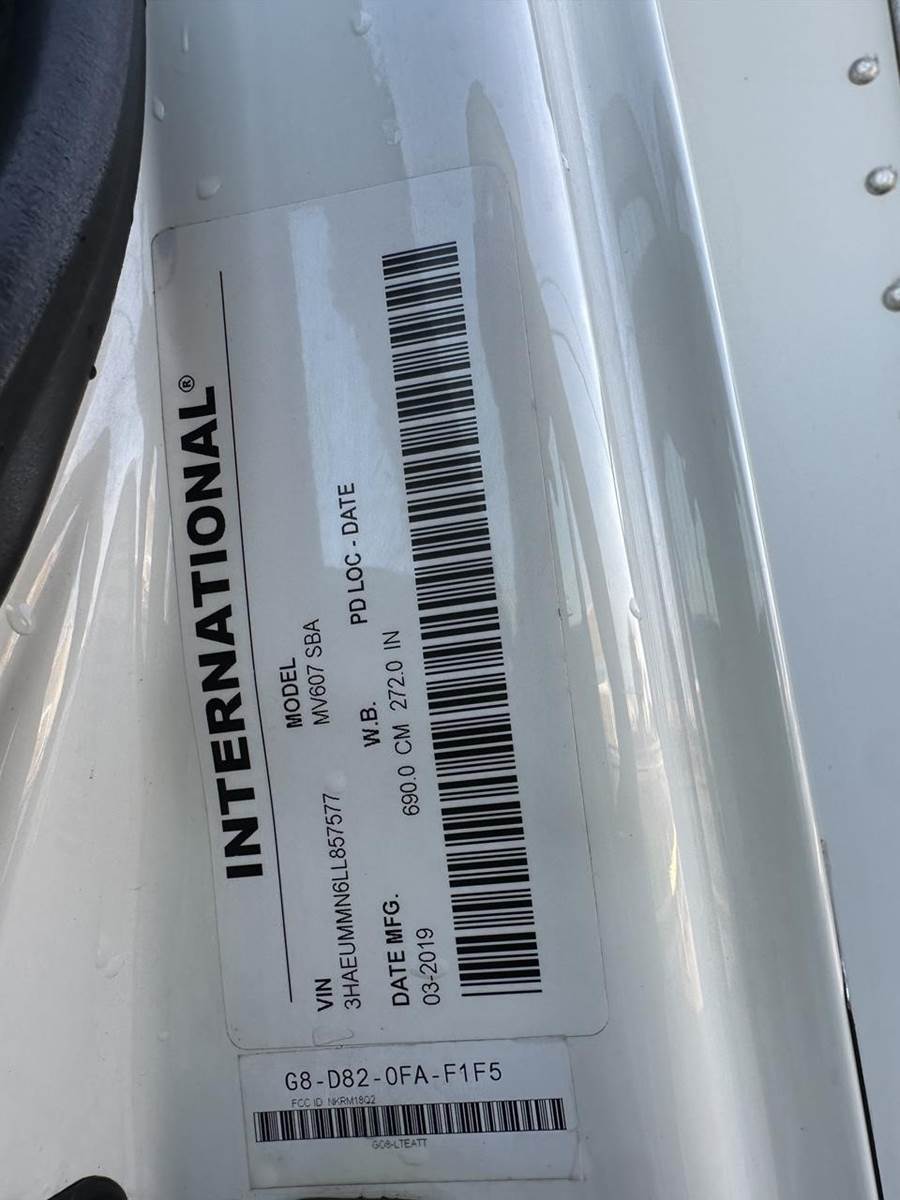 INTERNATIONAL®
VIN
3HAEUMMN6LL857577
MODEL
MV607 SBA
DATE MFG.
03-2019
W.B.
690.0 CM 272.0 IN
PD LOC - DATE
G8-D82-0FA-F1F5
FCC ID NKRM18Q2
GO8-LTEATT